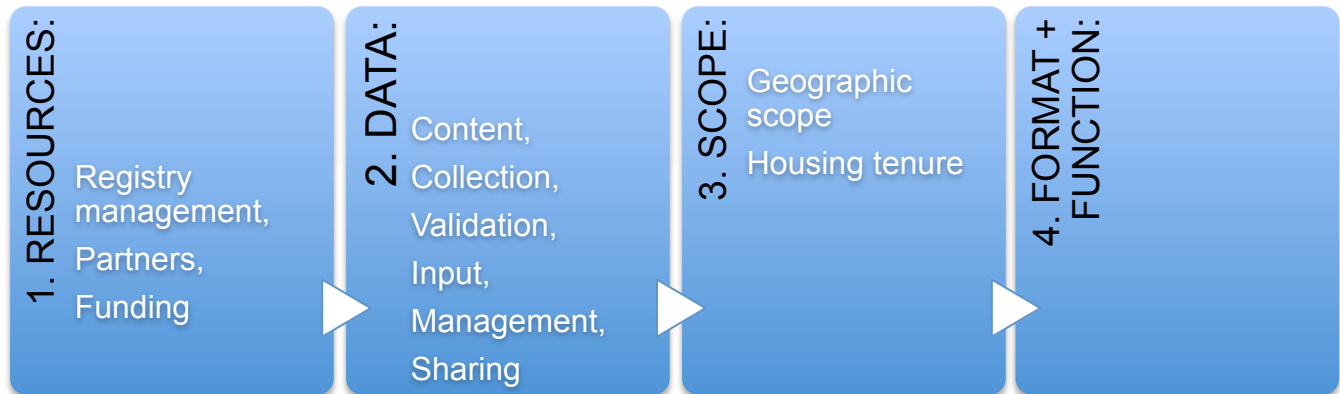 1. RESOURCES:
Registry
management,
Partners,
Funding
2. DATA:
Content,
Collection,
Validation,
Input,
Management,
Sharing
3. SCOPE:
Geographic
scope
Housing tenure
4. FORMAT +
FUNCTION: